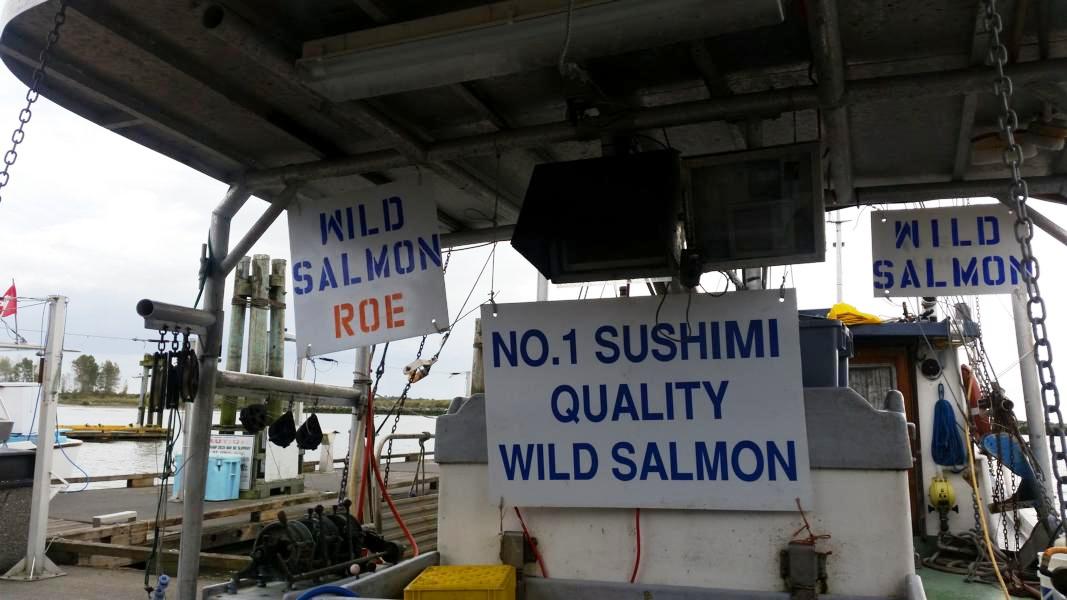 WILD
SALMON
ROE
NO.1 SUSHIMI
QUALITY
WILD SALMON
WILD
SALMON